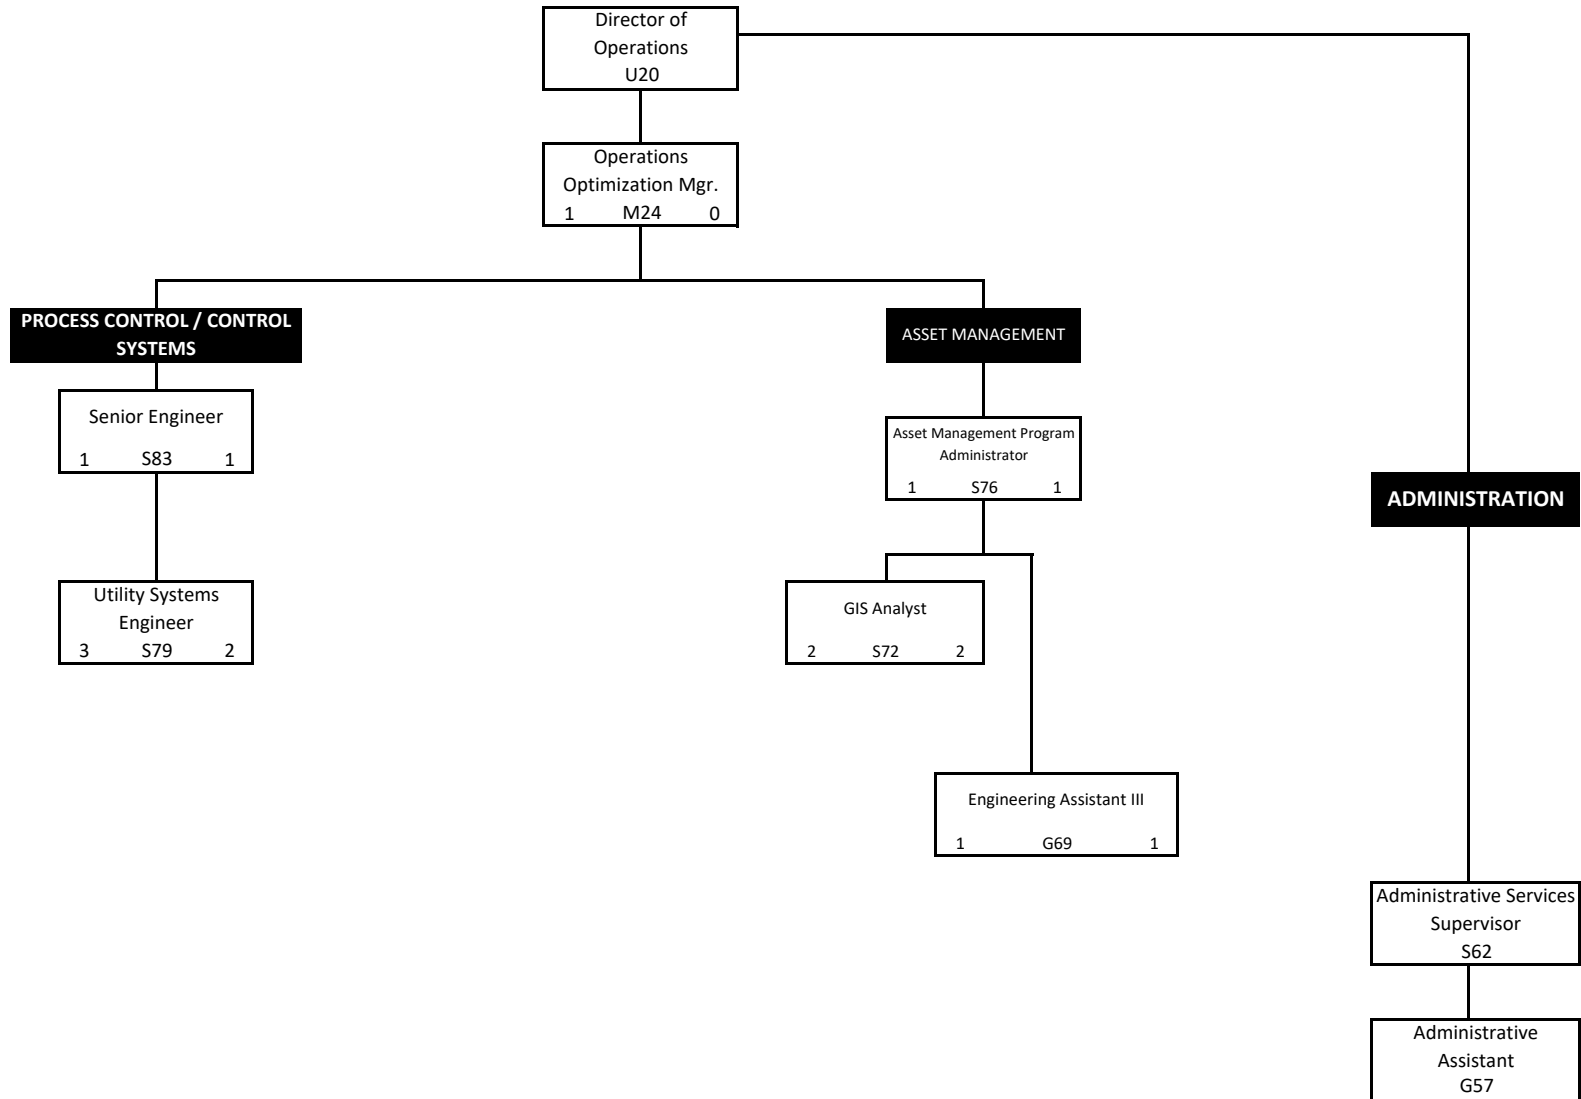 Director of
Operations
U20
Operations
Optimization Mgr.
1 M24 0
PROCESS CONTROL / CONTROL
SYSTEMS
Senior Engineer
1 S83 1
Utility Systems
Engineer
3 S79 2
ASSET MANAGEMENT
Asset Management Program
Administrator
1 S76 1
GIS Analyst
2 S72 2
Engineering Assistant III
1 G69 1
ADMINISTRATION
Administrative Services
Supervisor
S62
Administrative
Assistant
G57